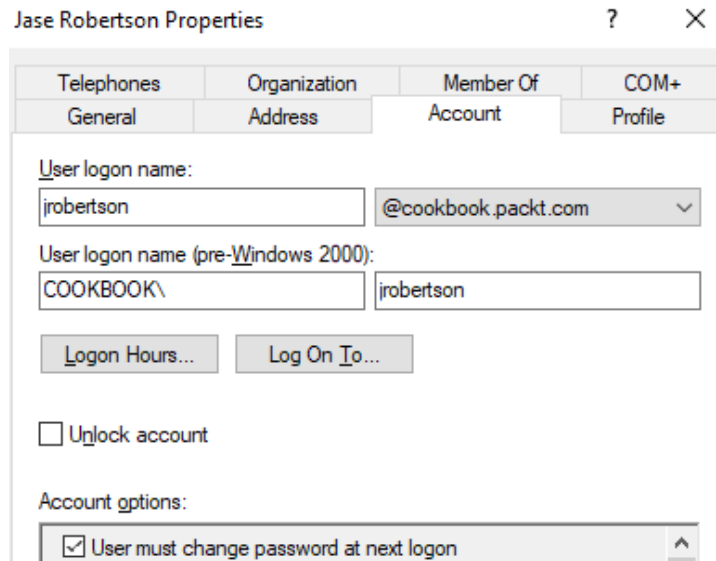 Jase Robertson Properties ? ✕
Telephones Organization Member Of COM+
General Address Account Profile
User logon name:
jrobertson @cookbook.packt.com
User logon name (pre-Windows 2000):
COOKBOOK\ jrobertson
Logon Hours... Log On To...
Unlock account
Account options:
User must change password at next logon